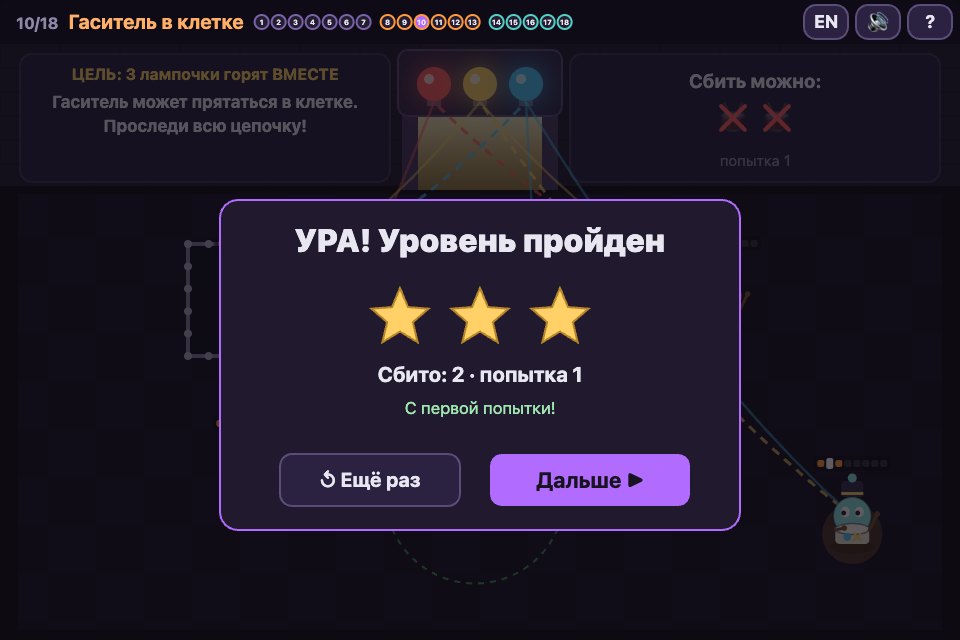 10/18 Гаситель в клетке 1 2 3 4 5 6 7 8 9 10 11 12 13 14 15 16 17 18 EN ?
ЦЕЛЬ: 3 лампочки горят ВМЕСТЕ
Гаситель может прятаться в клетке.
Проследи всю цепочку!
Сбить можно:
попытка 1
УРА! Уровень пройден
Сбито: 2 · попытка 1
С первой попытки!
Ещё раз
Дальше